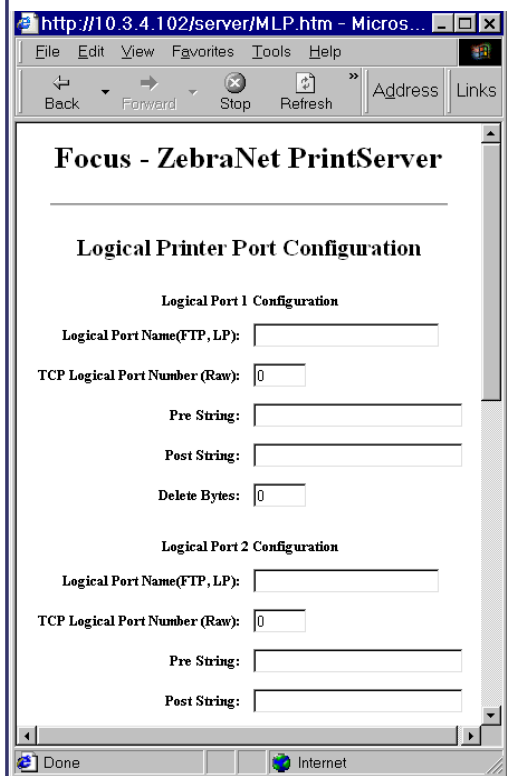 http://10.3.4.102/server/MLP.htm - Micros...
File Edit View Favorites Tools Help
Back Forward Stop Refresh » Address Links
Focus - ZebraNet PrintServer
Logical Printer Port Configuration
Logical Port 1 Configuration
Logical Port Name(FTP, LP):
TCP Logical Port Number (Raw): 0
Pre String:
Post String:
Delete Bytes: 0
Logical Port 2 Configuration
Logical Port Name(FTP, LP):
TCP Logical Port Number (Raw): 0
Pre String:
Post String:
Done Internet